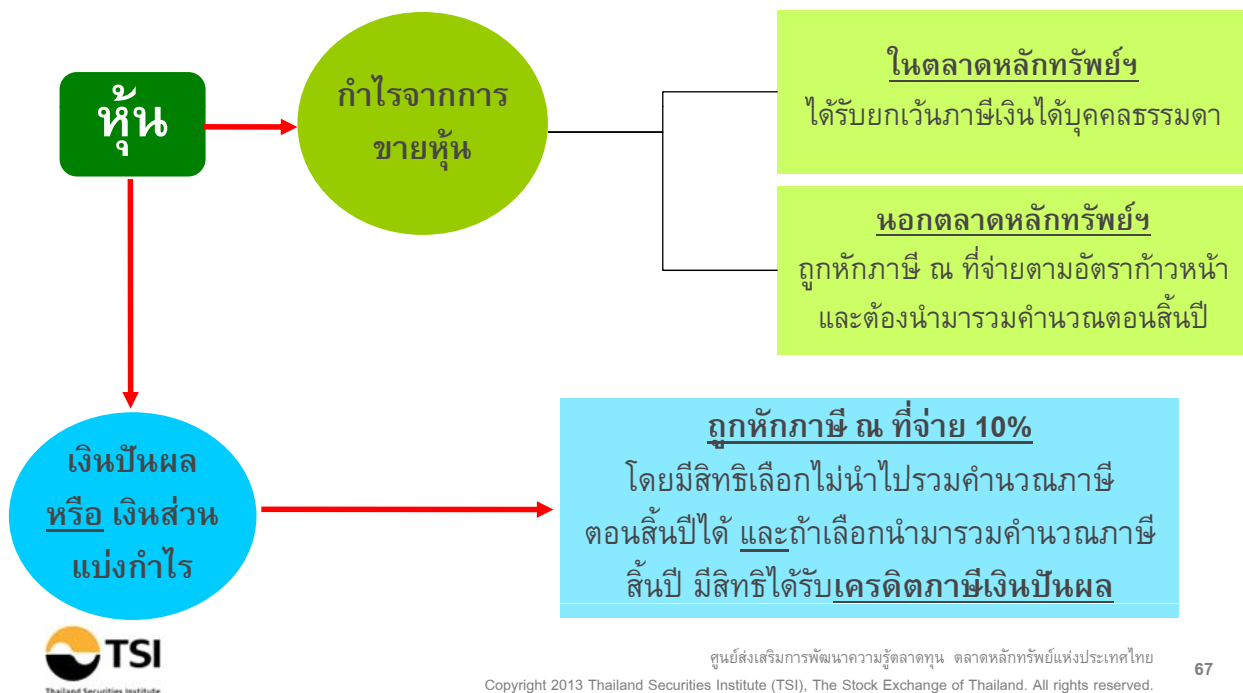 หุ้น
กำไรจากการ
ขายหุ้น
ในตลาดหลักทรัพย์ฯ
ได้รับยกเว้นภาษีเงินได้บุคคลธรรมดา
นอกตลาดหลักทรัพย์ฯ
ถูกหักภาษี ณ ที่จ่ายตามอัตราก้าวหน้า
และต้องนำมารวมคำนวณตอนสิ้นปี
เงินปันผล
หรือ เงินส่วน
แบ่งกำไร
ถูกหักภาษี ณ ที่จ่าย 10%
โดยมีสิทธิเลือกไม่นำไปรวมคำนวณภาษี
ตอนสิ้นปีได้ และถ้าเลือกนำมารวมคำนวณภาษี
สิ้นปี มีสิทธิได้รับเครดิตภาษีเงินปันผล
TSI
Thailand Securities Institute
ศูนย์ส่งเสริมการพัฒนาความรู้ตลาดทุน ตลาดหลักทรัพย์แห่งประเทศไทย
Copyright 2013 Thailand Securities Institute (TSI), The Stock Exchange of Thailand. All rights reserved.
67